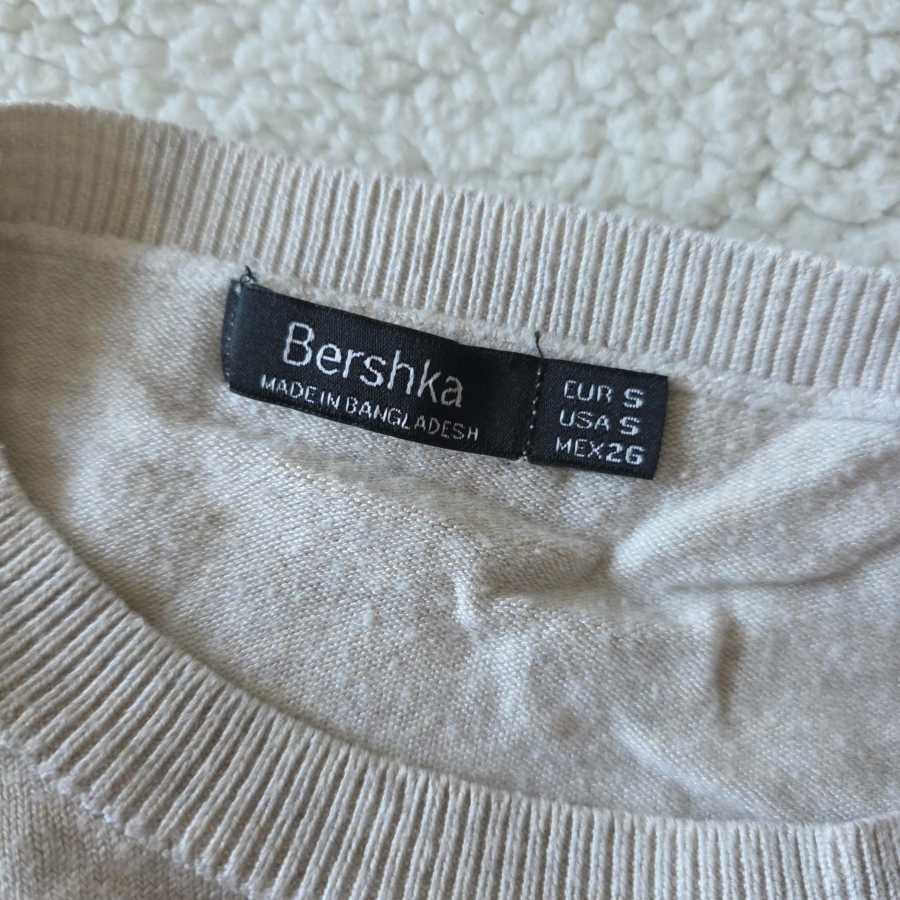 Bershka
MADE IN BANGLADESH
EUR S
USA S
MEX 26